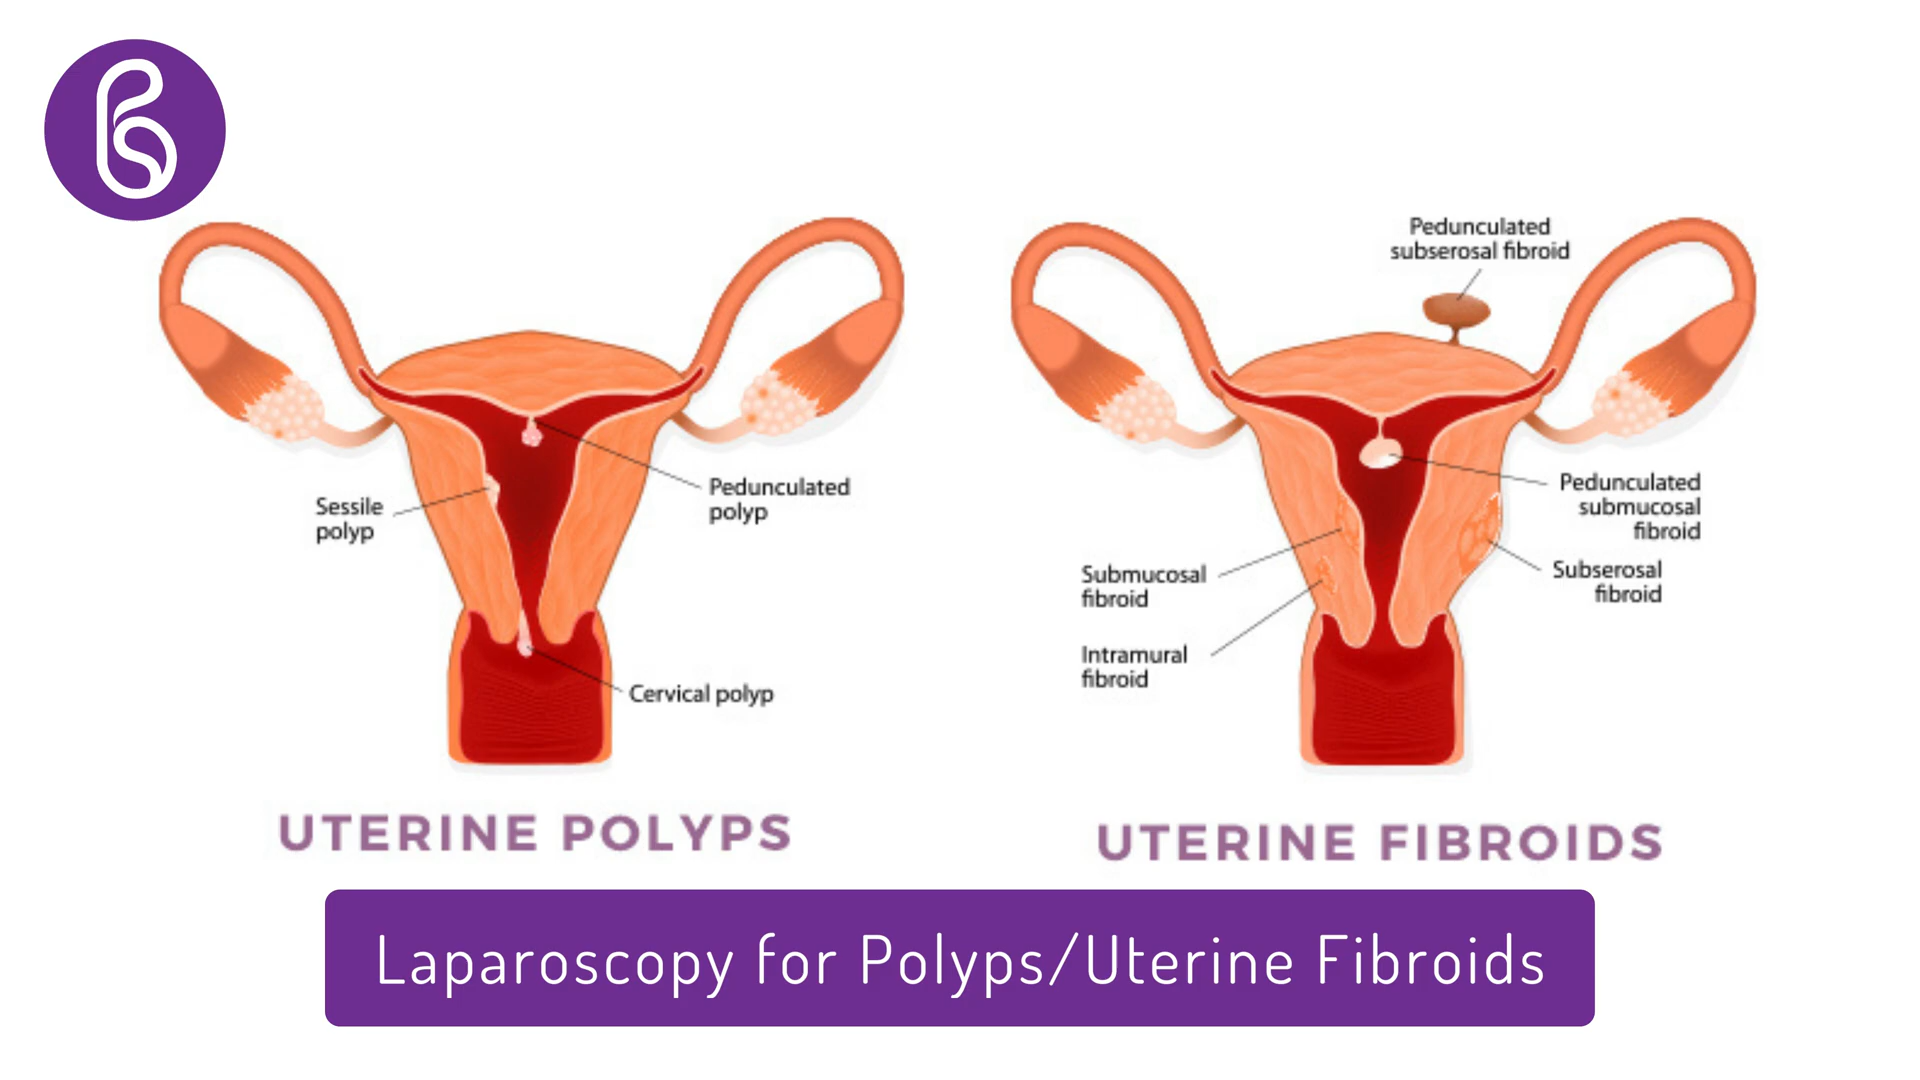 Sessile
polyp
Pedunculated
polyp
Cervical polyp
UTERINE POLYPS
Pedunculated
subserosal fibroid
Pedunculated
submucosal
fibroid
Submucosal
fibroid
Subserosal
fibroid
Intramural
fibroid
UTERINE FIBROIDS
Laparoscopy for Polyps/Uterine Fibroids